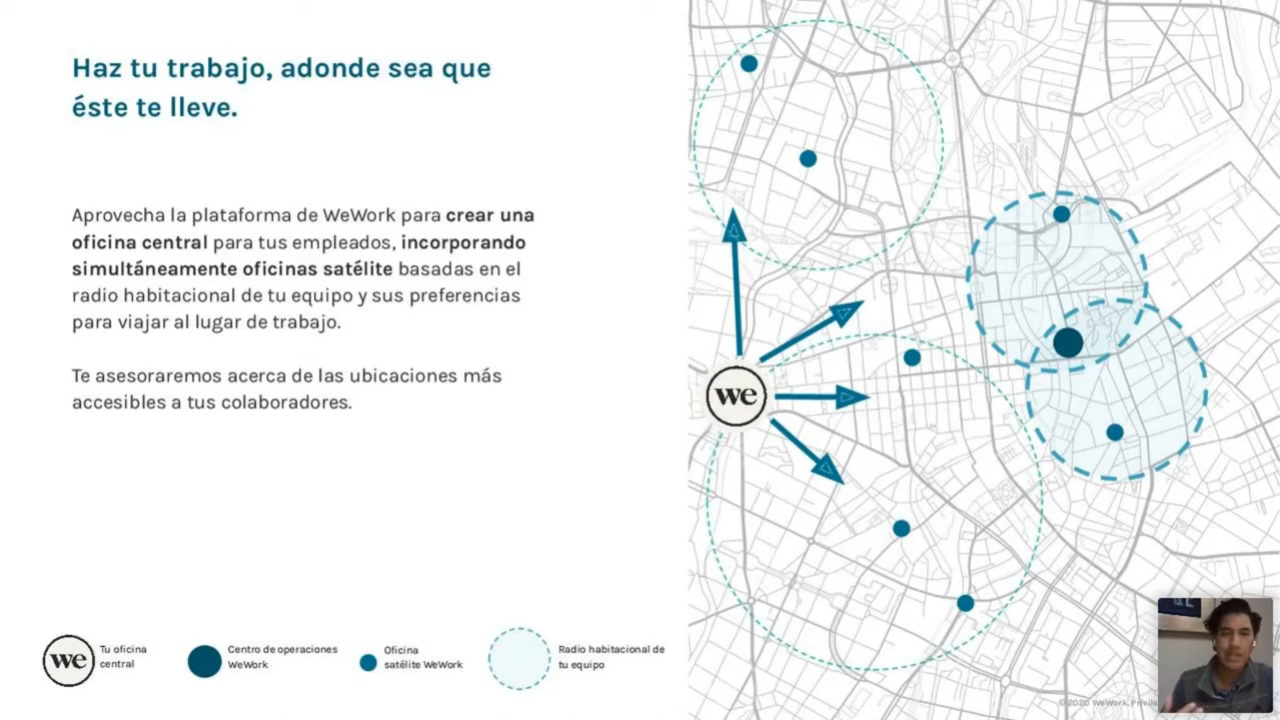 Haz tu trabajo, adonde sea que
éste te lleve.
Aprovecha la plataforma de WeWork para crear una
oficina central para tus empleados, incorporando
simultáneamente oficinas satélite basadas en el
radio habitacional de tu equipo y sus preferencias
para viajar al lugar de trabajo.
Te asesoraremos acerca de las ubicaciones más
accesibles a tus colaboradores.
we
we
Tu oficina
central
Centro de operaciones
WeWork
Oficina
satélite WeWork
Radio habitacional de
tu equipo
©2020 WeWork.